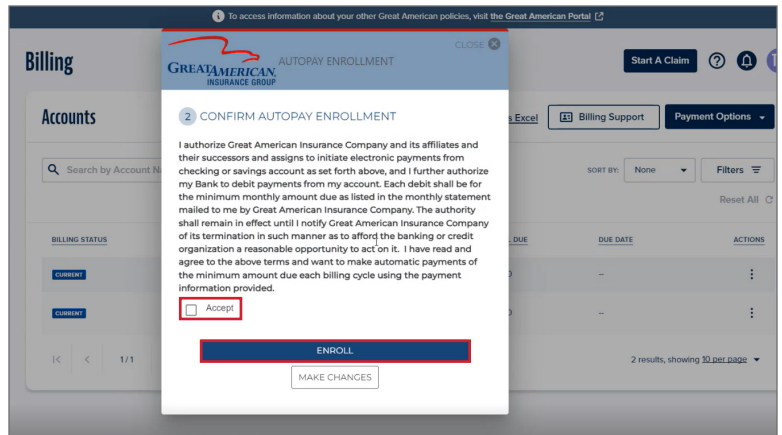 To access information about your other Great American policies, visit the Great American Portal
Billing
GREATAMERICAN.
INSURANCE GROUP
AUTOPAY ENROLLMENT
CLOSE
Start A Claim
Accounts
2 CONFIRM AUTOPAY ENROLLMENT
Excel
Billing Support
Payment Options
I authorize Great American Insurance Company and its affiliates and
their successors and assigns to initiate electronic payments from
checking or savings account as set forth above, and I further authorize
my Bank to debit payments from my account. Each debit shall be for
the minimum monthly amount due as listed in the monthly statement
mailed to me by Great American Insurance Company. The authority
shall remain in effect until I notify Great American Insurance Company
of its termination in such manner as to afford the banking or credit
organization a reasonable opportunity to act on it. I have read and
agree to the above terms and want to make automatic payments of
the minimum amount due each billing cycle using the payment
information provided.
Search by Account
SORT BY: None
Filters
Reset All
BILLING STATUS
DUE
DUE DATE
ACTIONS
CURRENT
–
CURRENT
–
Accept
ENROLL
MAKE CHANGES
1/1
2 results, showing 10 per page